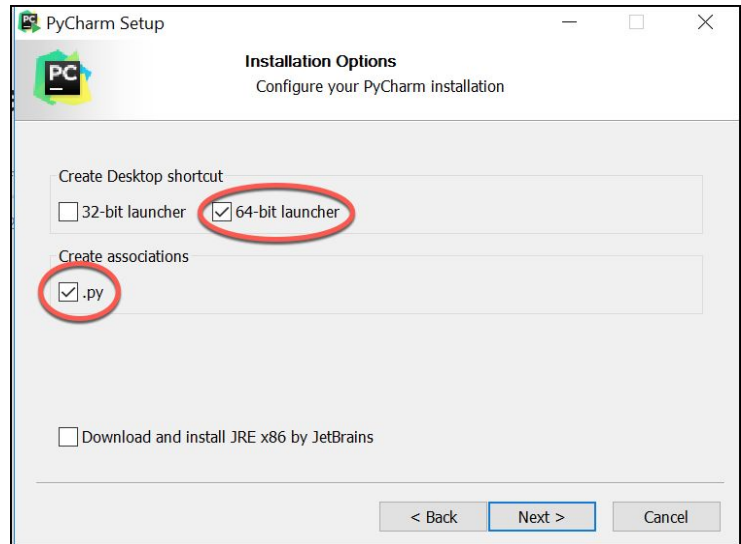 PC PyCharm Setup
PC
Installation Options
Configure your PyCharm installation
Create Desktop shortcut
32-bit launcher 64-bit launcher
Create associations
.py
Download and install JRE x86 by JetBrains
< Back Next > Cancel